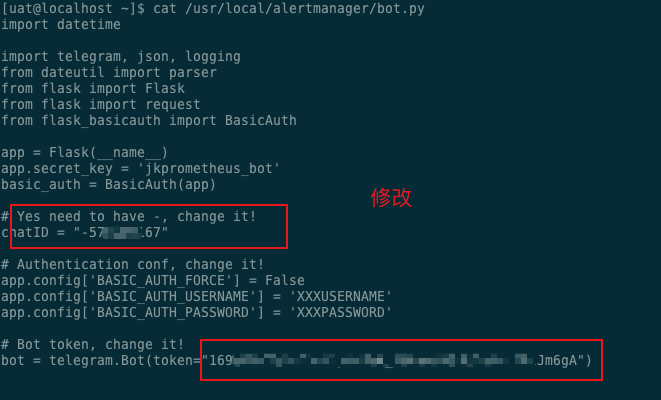 [uat@localhost ~]$ cat /usr/local/alertmanager/bot.py
import datetime
import telegram, json, logging
from dateutil import parser
from flask import Flask
from flask import request
from flask_basicauth import BasicAuth
app = Flask(__name__)
app.secret_key = 'jkprometheus_bot'
basic_auth = BasicAuth(app)
修改
# Yes need to have -, change it!
chatID = "-57 67"
# Authentication conf, change it!
app.config['BASIC_AUTH_FORCE'] = False
app.config['BASIC_AUTH_USERNAME'] = 'XXXUSERNAME'
app.config['BASIC_AUTH_PASSWORD'] = 'XXXPASSWORD'
# Bot token, change it!
bot = telegram.Bot(token="169 Jm6gA")